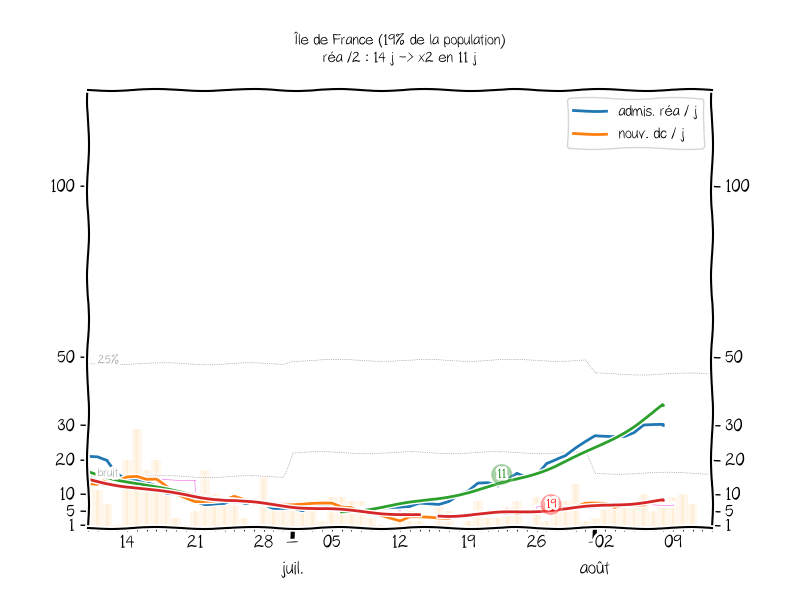 Île de France (19% de la population)
réa /2 : 14 j -> x2 en 11 j
admis. réa / j
nouv. dc / j
100
100
50
50
25%
30
30
20
20
bruit
11
10
10
19
5
5
1
1
14 21 28 05 12 19 26 02 09
juil. août